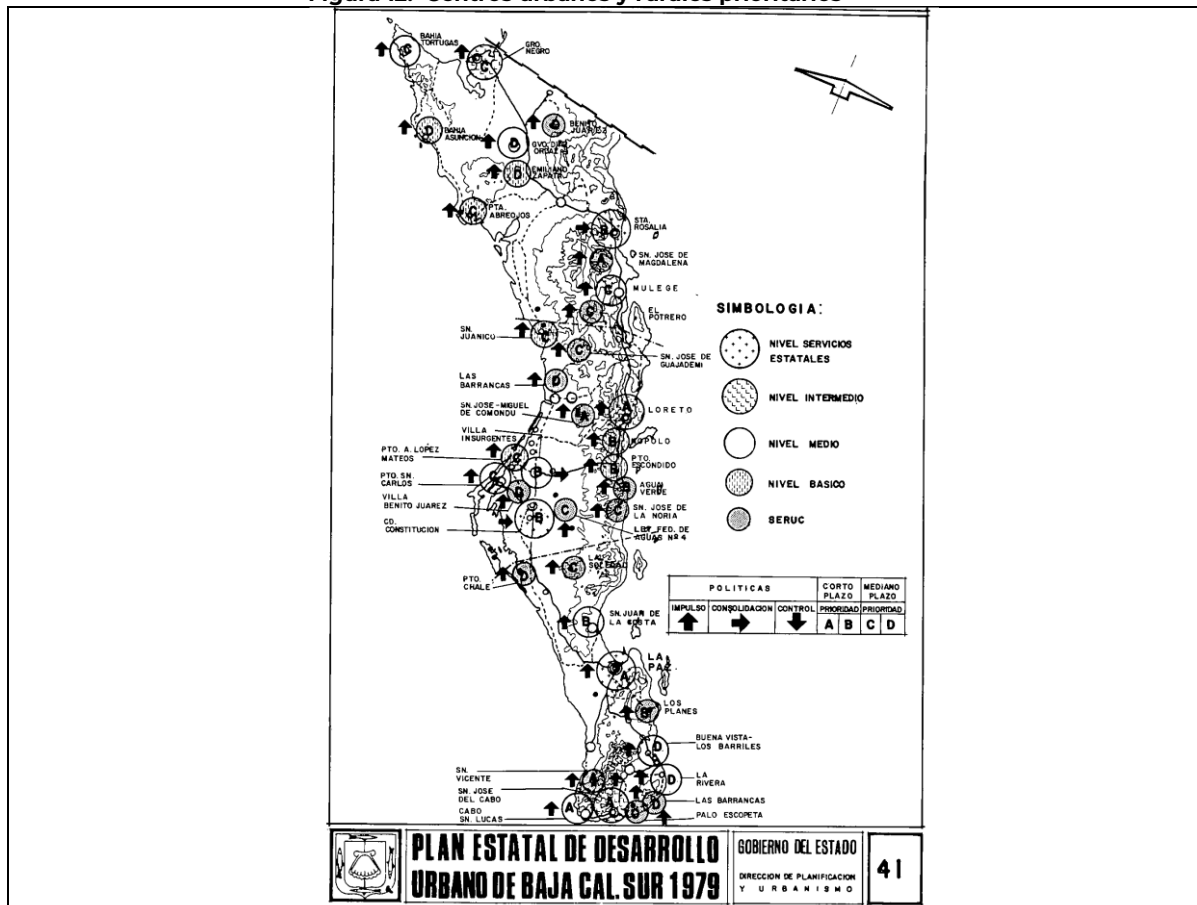 Figura 12. Centros urbanos y rurales prioritarios
BAHIA
TORTUGAS
C
GRO.
NEGRO
C
D
BAHIA
ASUNCION
BENITO
JUAREZ
D
GVO. DIAZ
ORDAZ
D
EMILIANO
ZAPATA
C
PTA.
ABREOJOS
B
STA.
ROSALIA
A
SN. JOSE DE
MAGDALENA
C
MULEGE
C
EL
POTRERO
SN.
JUANICO
C
C
SN. JOSE DE
GUAJADEMI
LAS
BARRANCAS
D
SN. JOSE-MIGUEL
DE COMONDU
A
A
LORETO
VILLA
INSURGENTES
B
B
NOPOLO
PTO. A. LOPEZ
MATEOS
C
B
PTO.
ESCONDIDO
PTO. SN.
CARLOS
C
B
AGUA
VERDE
VILLA
BENITO JUAREZ
D
C
SN. JOSE DE
LA NORIA
CD.
CONSTITUCION
B
C
LEY. FED. DE
AGUAS Nº 4
PTO.
CHALE
D
C
LA
SOLEDAD
B
SN. JUAN DE
LA COSTA
LA
PAZ
A
B
LOS
PLANES
D
BUENA VISTA-
LOS BARRILES
SN.
VICENTE
A
D
LA
RIVERA
SN. JOSE
DEL CABO
A
D
LAS BARRANCAS
CABO
SN. LUCAS
A
D
PALO ESCOPETA
SIMBOLOGIA:
NIVEL SERVICIOS
ESTATALES
NIVEL INTERMEDIO
NIVEL MEDIO
NIVEL BASICO
SERUC
POLITICAS CORTO PLAZO MEDIANO PLAZO
IMPULSO CONSOLIDACION CONTROL PRIORIDAD PRIORIDAD
A B C D
PLAN ESTATAL DE DESARROLLO
URBANO DE BAJA CAL. SUR 1979
GOBIERNO DEL ESTADO
DIRECCION DE PLANIFICACION
Y URBANISMO
41